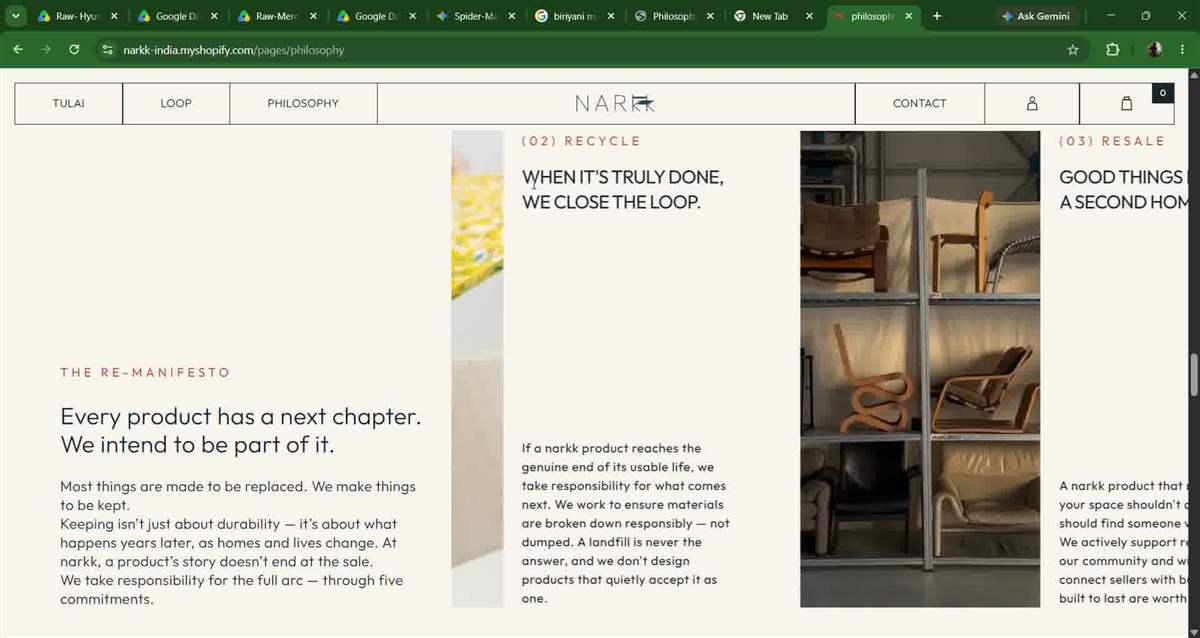 Raw- Hyu
Google D
Raw-Merc
Google D
Spider-Ma
biriyani m
Philosoph
New Tab
philosoph
Ask Gemini
narkk-india.myshopify.com/pages/philosophy
TULAI
LOOP
PHILOSOPHY
NARKK
CONTACT
0
THE RE-MANIFESTO
Every product has a next chapter.
We intend to be part of it.
Most things are made to be replaced. We make things
to be kept.
Keeping isn't just about durability — it's about what
happens years later, as homes and lives change. At
narkk, a product's story doesn't end at the sale.
We take responsibility for the full arc — through five
commitments.
(02) RECYCLE
WHEN IT'S TRULY DONE,
WE CLOSE THE LOOP.
If a narkk product reaches the
genuine end of its usable life, we
take responsibility for what comes
next. We work to ensure materials
are broken down responsibly — not
dumped. A landfill is never the
answer, and we don't design
products that quietly accept it as
one.
(03) RESALE
GOOD THINGS
A SECOND HOM
A narkk product that
your space shouldn't
should find someone
We actively support re
our community and wi
connect sellers with bu
built to last are worth